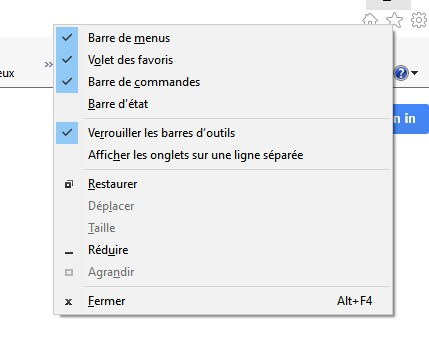 Barre de menus
Volet des favoris
Barre de commandes
Barre d'état
Verrouiller les barres d'outils
Afficher les onglets sur une ligne séparée
Restaurer
Déplacer
Taille
Réduire
Agrandir
Fermer Alt+F4
eux
»
?
n in